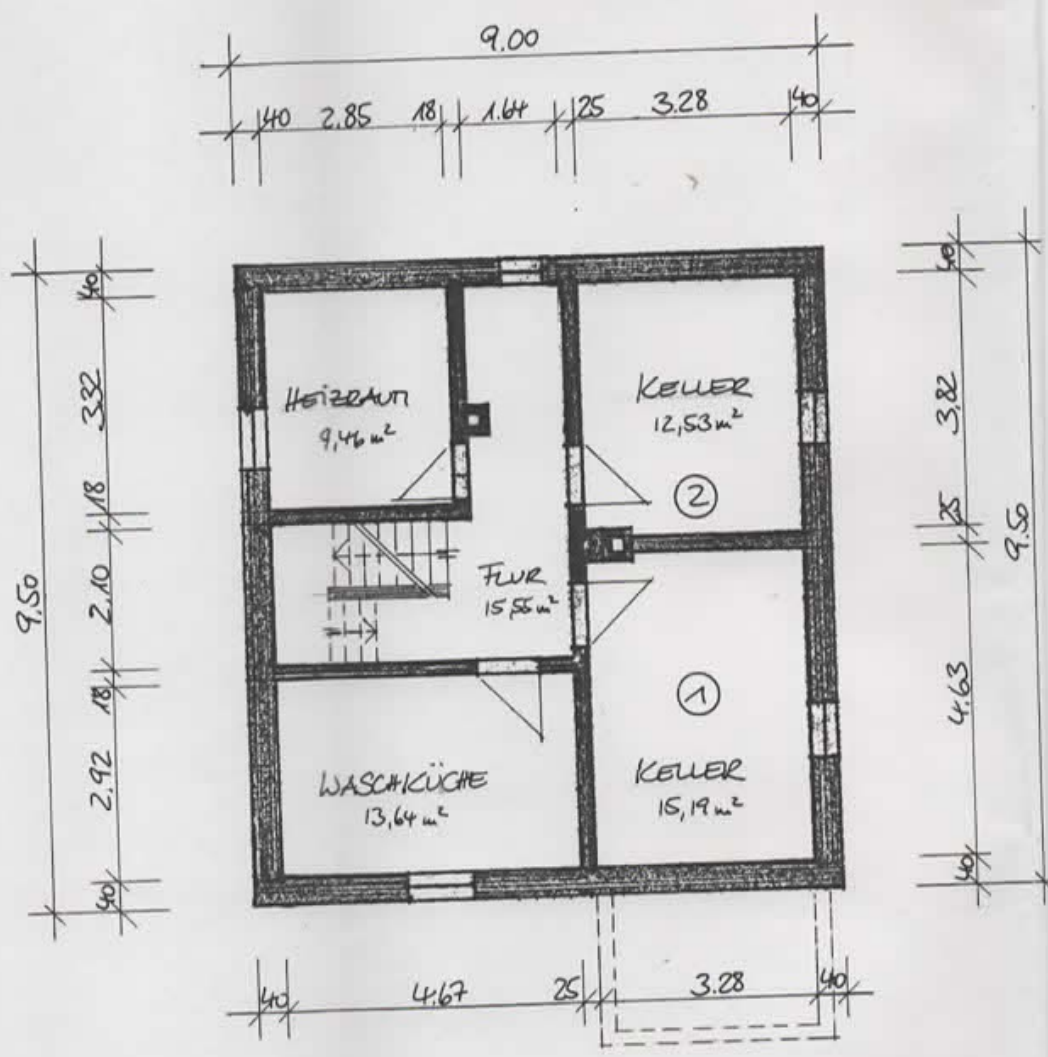 9.00
40 2.85 18 1.64 25 3.28 40
40
3.32
18
2.10
18
2.92
40
9.50
40
3.82
25
4.63
40
9.50
HEIZRAUM
9,46 m²
KELLER
12,53 m²
2
FLUR
15,55 m²
1
WASCHKÜCHE
13,64 m²
KELLER
15,19 m²
40 4.67 25 3.28 40